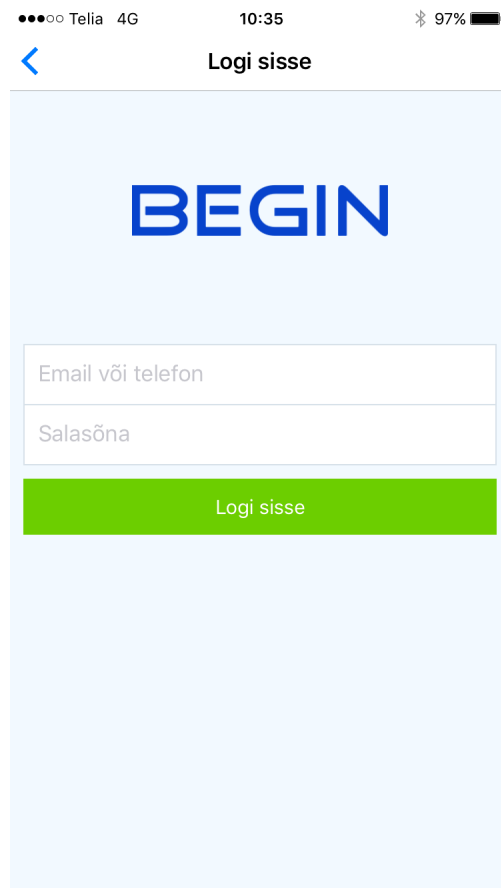 Telia 4G 10:35 97%
Logi sisse
BEGIN
Email või telefon
Salasõna
Logi sisse